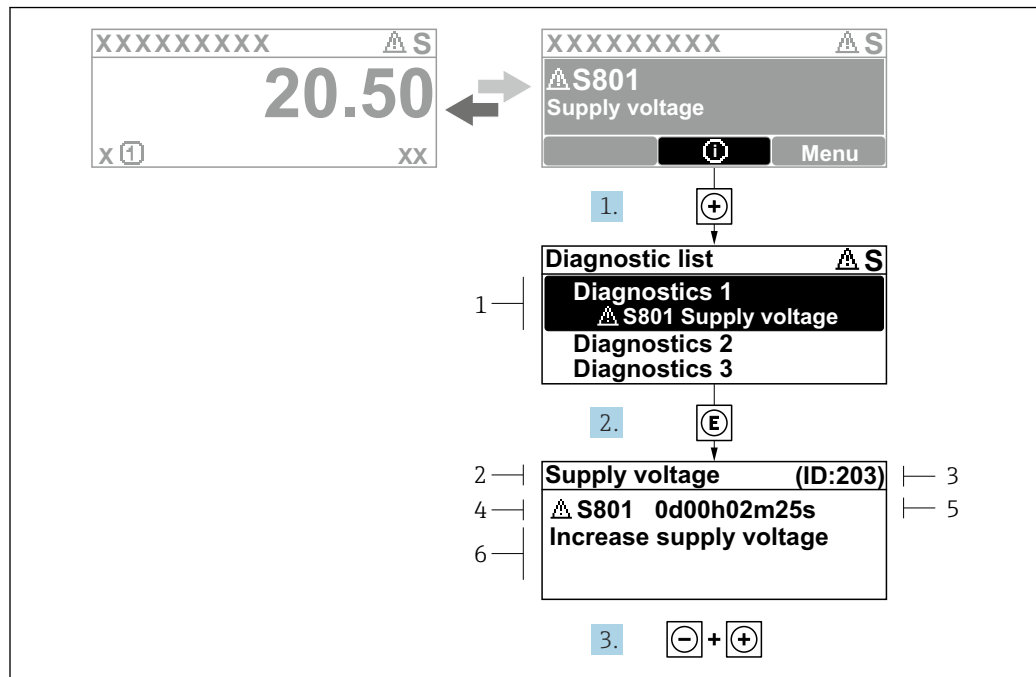 XXXXXXXXX ⚠ S
20.50
X ① XX
XXXXXXXXX ⚠ S
⚠ S801
Supply voltage
ⓘ Menu
1. +
Diagnostic list ⚠ S
1
Diagnostics 1
⚠ S801 Supply voltage
Diagnostics 2
Diagnostics 3
2. E
2 Supply voltage (ID:203) 3
4 ⚠ S801 0d00h02m25s 5
6 Increase supply voltage
3. − + +